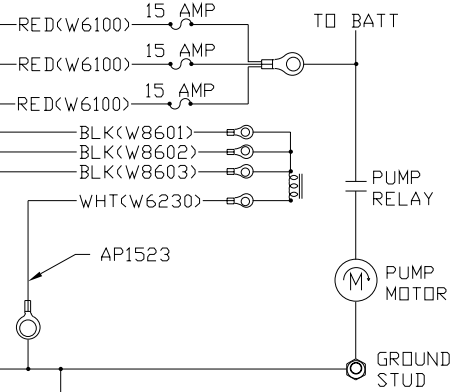 15 AMP
TO BATT
RED(W6100)
15 AMP
RED(W6100)
15 AMP
RED(W6100)
BLK(W8601)
BLK(W8602)
BLK(W8603)
PUMP
RELAY
WHT(W6230)
AP1523
M
PUMP
MOTOR
GROUND
STUD